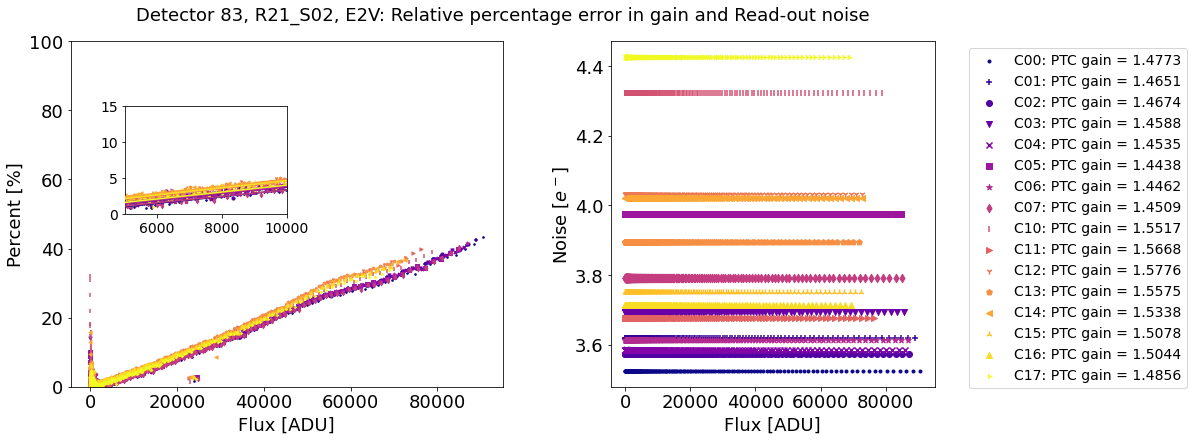 Detector 83, R21_S02, E2V: Relative percentage error in gain and Read-out noise
100
80
60
40
20
0
Percent [%]
15
10
5
0
6000 8000 10000
0 20000 40000 60000 80000
Flux [ADU]
4.4
4.2
4.0
3.8
3.6
Noise [e⁻]
0 20000 40000 60000 80000
Flux [ADU]
C00: PTC gain = 1.4773
C01: PTC gain = 1.4651
C02: PTC gain = 1.4674
C03: PTC gain = 1.4588
C04: PTC gain = 1.4535
C05: PTC gain = 1.4438
C06: PTC gain = 1.4462
C07: PTC gain = 1.4509
C10: PTC gain = 1.5517
C11: PTC gain = 1.5668
C12: PTC gain = 1.5776
C13: PTC gain = 1.5575
C14: PTC gain = 1.5338
C15: PTC gain = 1.5078
C16: PTC gain = 1.5044
C17: PTC gain = 1.4856